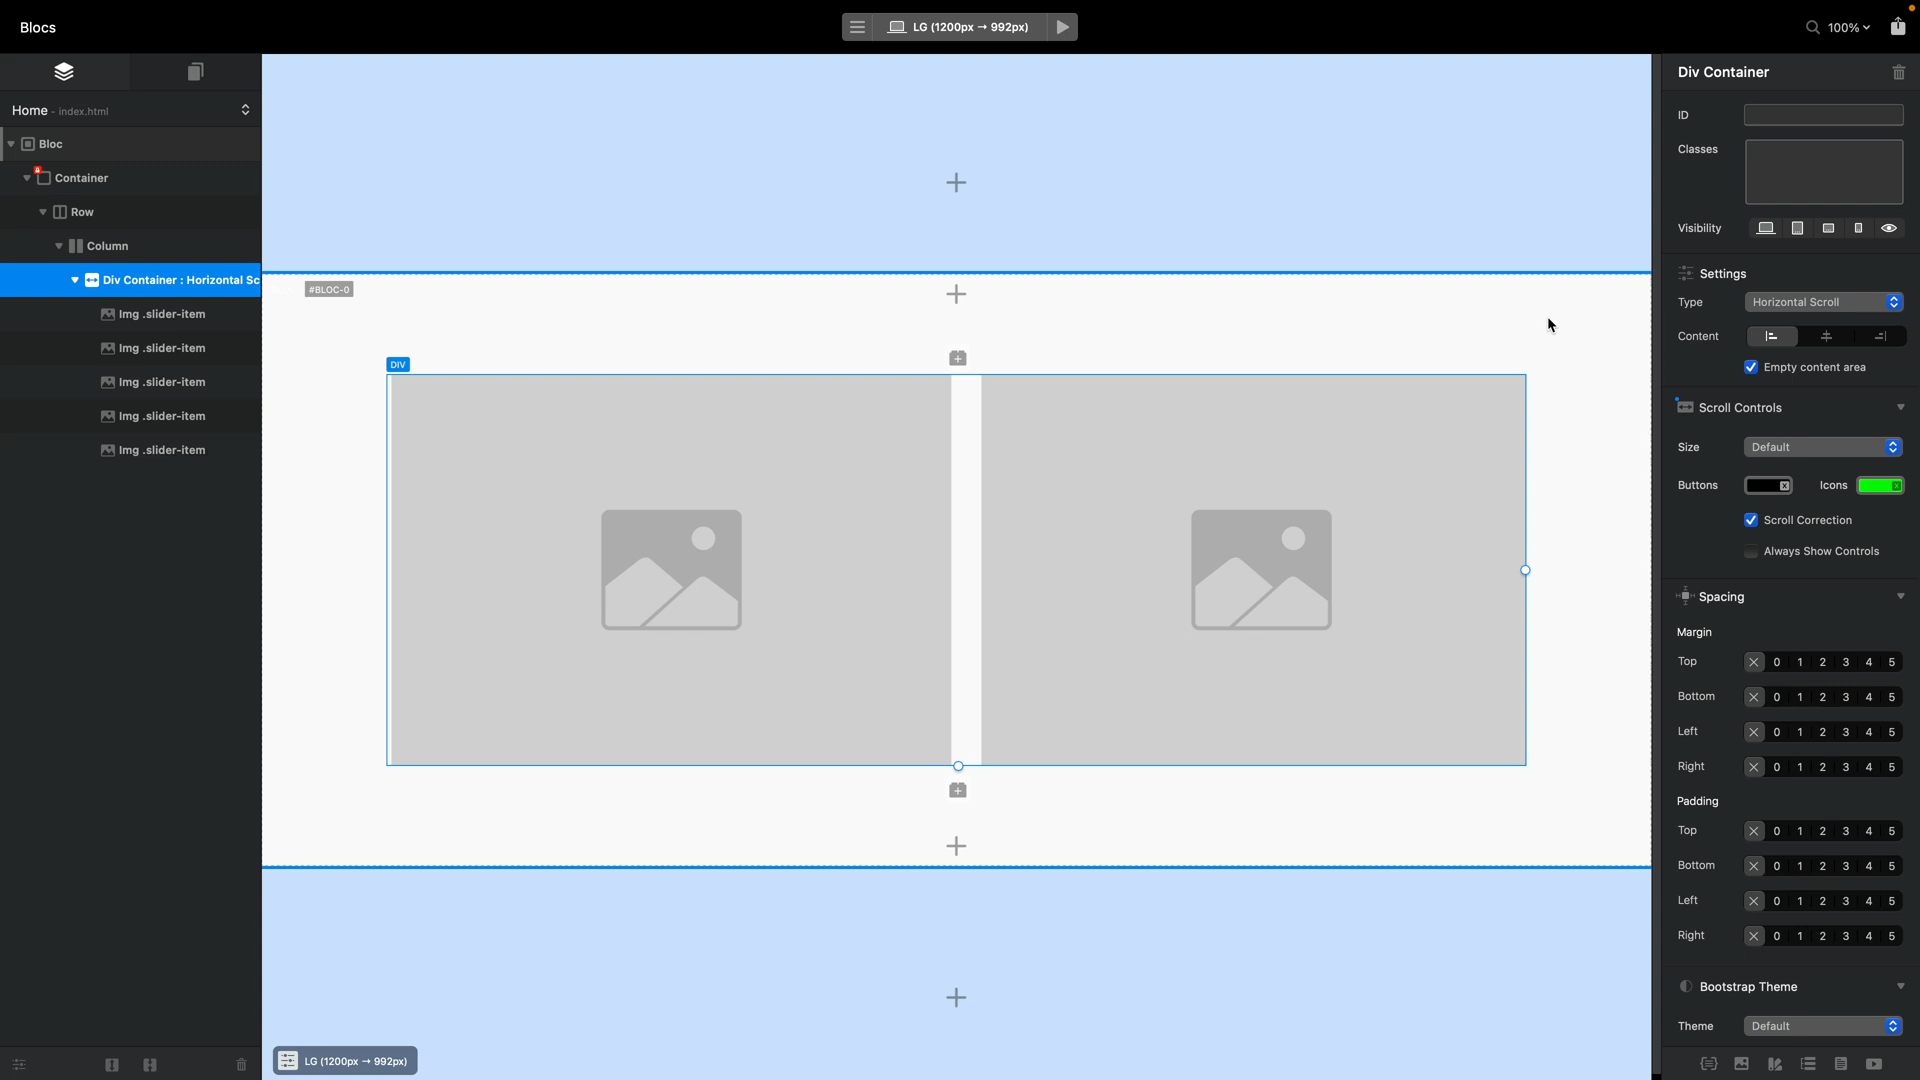 Blocs
LG (1200px → 992px)
100%
Home - index.html
Bloc
Container
Row
Column
Div Container : Horizontal Sc
Img .slider-item
Img .slider-item
Img .slider-item
Img .slider-item
Img .slider-item
#BLOC-0
DIV
LG (1200px → 992px)
Div Container
ID
Classes
Visibility
Settings
Type Horizontal Scroll
Content
Empty content area
Scroll Controls
Size Default
Buttons Icons
Scroll Correction
Always Show Controls
Spacing
Margin
Top 0 1 2 3 4 5
Bottom 0 1 2 3 4 5
Left 0 1 2 3 4 5
Right 0 1 2 3 4 5
Padding
Top 0 1 2 3 4 5
Bottom 0 1 2 3 4 5
Left 0 1 2 3 4 5
Right 0 1 2 3 4 5
Bootstrap Theme
Theme Default